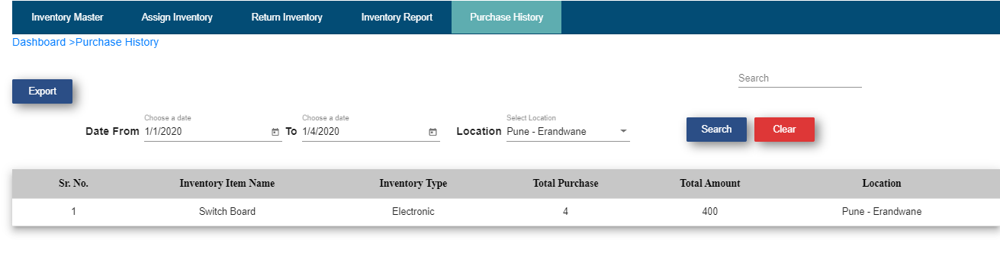 Inventory Master Assign Inventory Return Inventory Inventory Report Purchase History
Dashboard >Purchase History
Search
Export
Choose a date Choose a date Select Location
Date From 1/1/2020 To 1/4/2020 Location Pune - Erandwane Search Clear
Sr. No. Inventory Item Name Inventory Type Total Purchase Total Amount Location
1 Switch Board Electronic 4 400 Pune - Erandwane